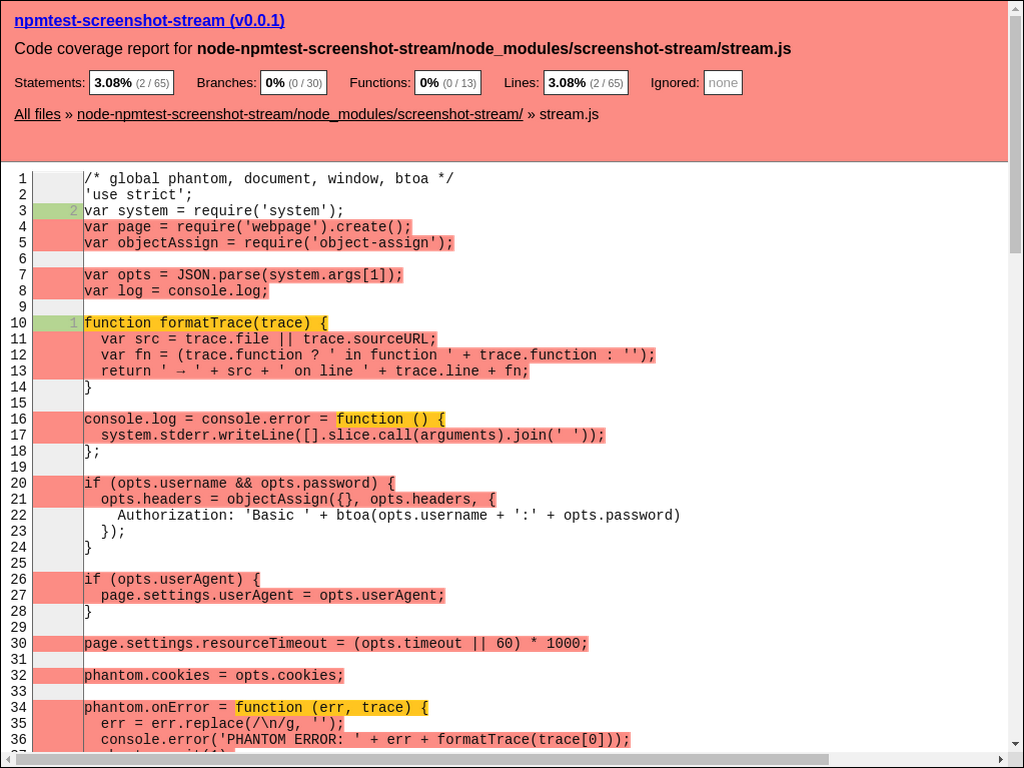 npmtest-screenshot-stream (v0.0.1)
Code coverage report for node-npmtest-screenshot-stream/node_modules/screenshot-stream/stream.js
Statements: 3.08% (2 / 65) Branches: 0% (0 / 30) Functions: 0% (0 / 13) Lines: 3.08% (2 / 65) Ignored: none
All files » node-npmtest-screenshot-stream/node_modules/screenshot-stream/ » stream.js
1 /* global phantom, document, window, btoa */
2 'use strict';
3 2 var system = require('system');
4 var page = require('webpage').create();
5 var objectAssign = require('object-assign');
6
7 var opts = JSON.parse(system.args[1]);
8 var log = console.log;
9
10 1 function formatTrace(trace) {
11   var src = trace.file || trace.sourceURL;
12   var fn = (trace.function ? ' in function ' + trace.function : '');
13   return ' → ' + src + ' on line ' + trace.line + fn;
14 }
15
16 console.log = console.error = function () {
17   system.stderr.writeLine([].slice.call(arguments).join(' '));
18 };
19
20 if (opts.username && opts.password) {
21   opts.headers = objectAssign({}, opts.headers, {
22     Authorization: 'Basic ' + btoa(opts.username + ':' + opts.password)
23   });
24 }
25
26 if (opts.userAgent) {
27   page.settings.userAgent = opts.userAgent;
28 }
29
30 page.settings.resourceTimeout = (opts.timeout || 60) * 1000;
31
32 phantom.cookies = opts.cookies;
33
34 phantom.onError = function (err, trace) {
35   err = err.replace(/\n/g, '');
36   console.error('PHANTOM ERROR: ' + err + formatTrace(trace[0]));